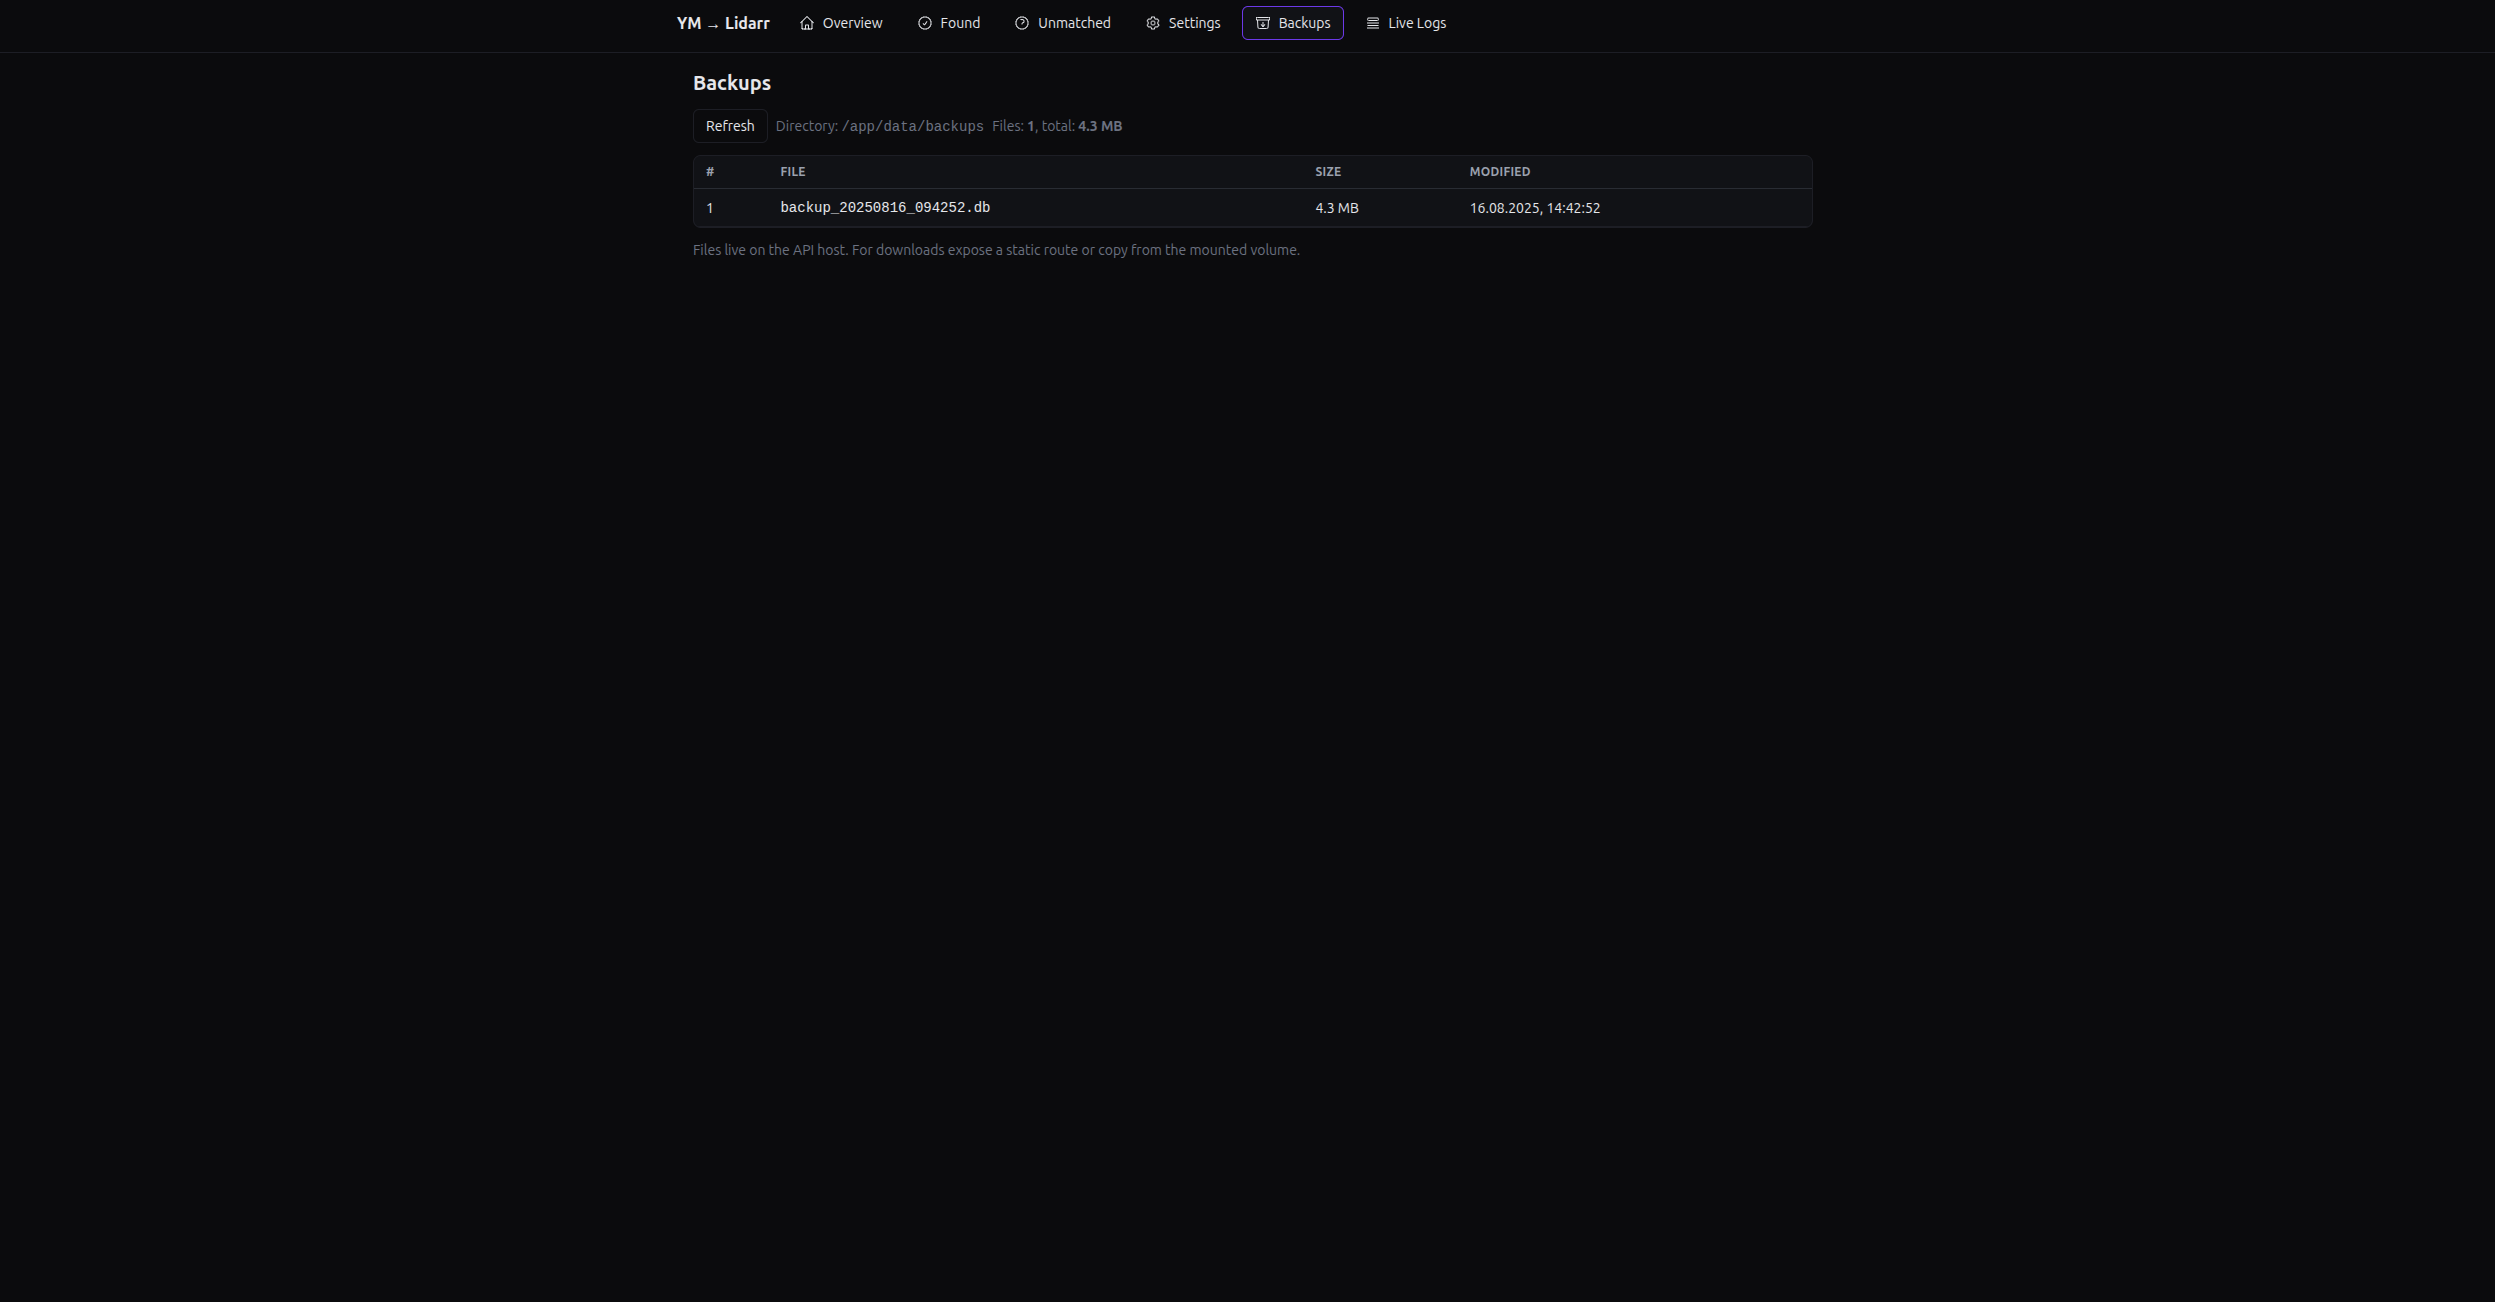 YM → Lidarr Overview Found Unmatched Settings Backups Live Logs
Backups
Refresh Directory: /app/data/backups Files: 1, total: 4.3 MB
# FILE SIZE MODIFIED
1 backup_20250816_094252.db 4.3 MB 16.08.2025, 14:42:52
Files live on the API host. For downloads expose a static route or copy from the mounted volume.